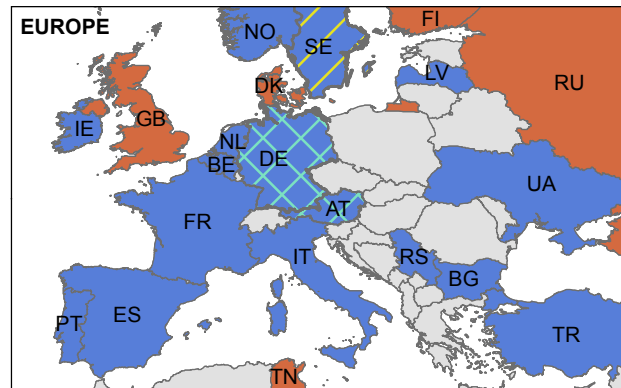 EUROPE
NO
SE
FI
DK
LV
RU
IE
GB
NL
BE
DE
UA
AT
FR
IT
RS
BG
PT
ES
TR
TN